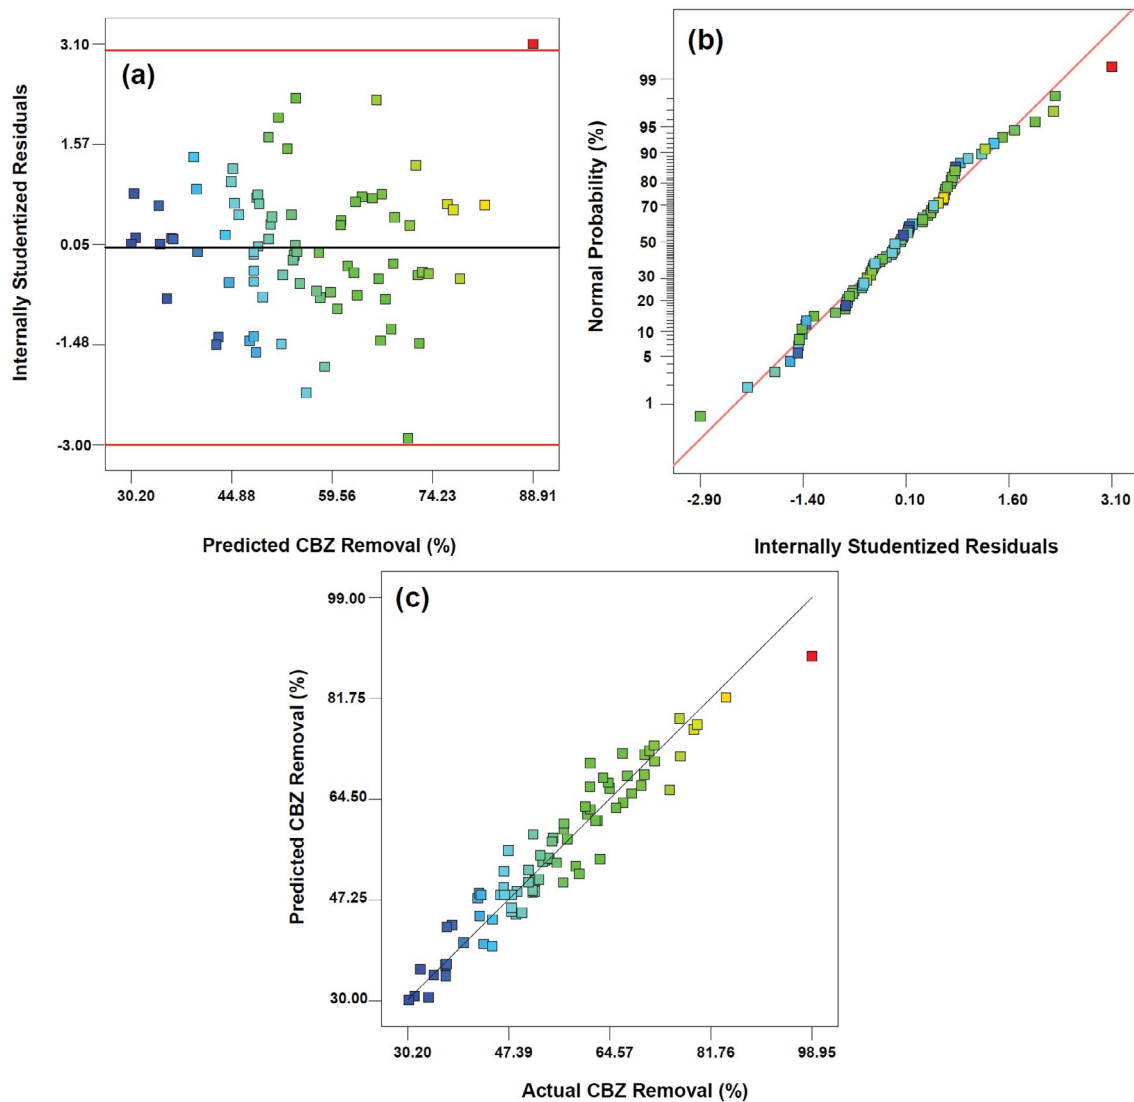 (a)
Internally Studentized Residuals
3.10
1.57
0.05
-1.48
-3.00
30.20 44.88 59.56 74.23 88.91
Predicted CBZ Removal (%)
(b)
Normal Probability (%)
99
95
90
80
70
50
30
20
10
5
1
-2.90 -1.40 0.10 1.60 3.10
Internally Studentized Residuals
(c)
Predicted CBZ Removal (%)
99.00
81.75
64.50
47.25
30.00
30.20 47.39 64.57 81.76 98.95
Actual CBZ Removal (%)